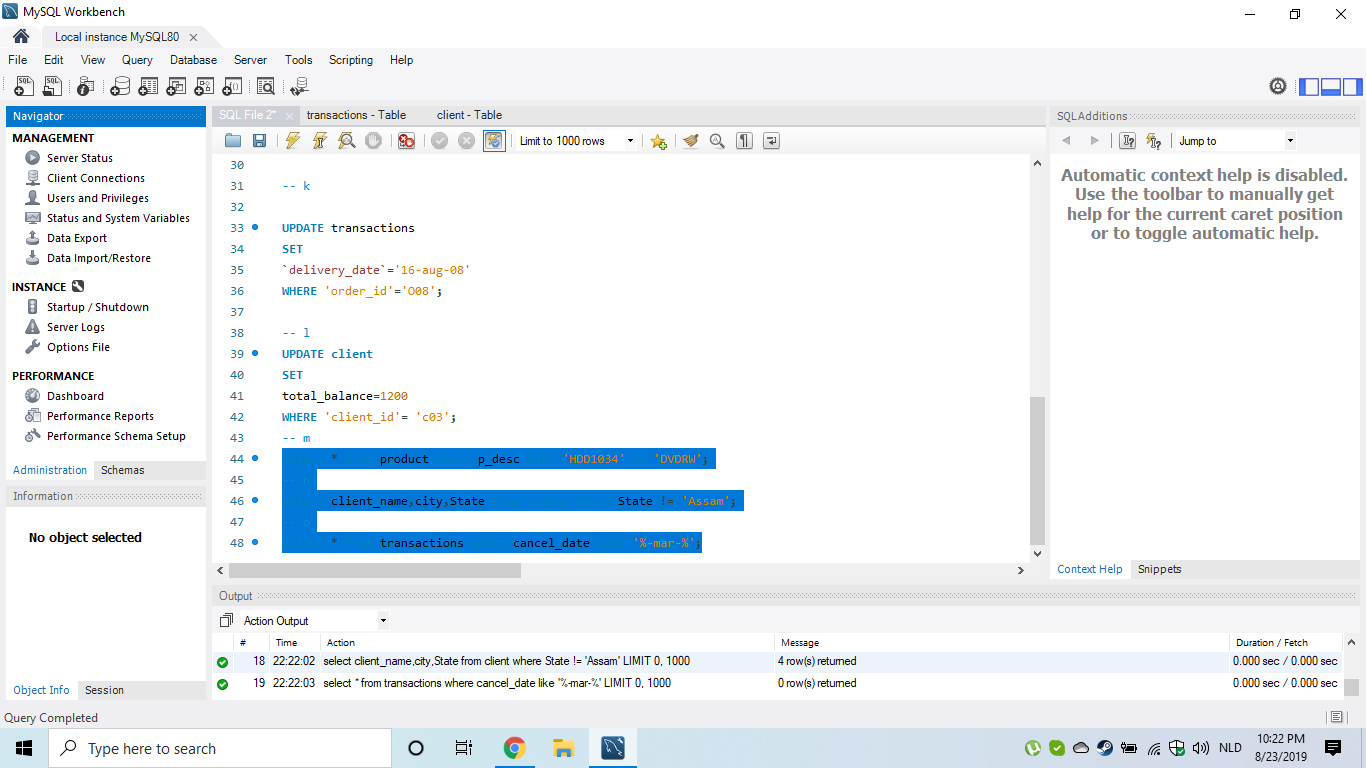 MySQL Workbench
Local instance MySQL80
File Edit View Query Database Server Tools Scripting Help
Navigator
MANAGEMENT
Server Status
Client Connections
Users and Privileges
Status and System Variables
Data Export
Data Import/Restore
INSTANCE
Startup / Shutdown
Server Logs
Options File
PERFORMANCE
Dashboard
Performance Reports
Performance Schema Setup
Administration Schemas
Information
No object selected
Object Info Session
SQL File 2* transactions - Table client - Table
Limit to 1000 rows
30
31 -- k
32
33 UPDATE transactions
34 SET
35 `delivery_date`='16-aug-08'
36 WHERE 'order_id'='O08';
37
38 -- l
39 UPDATE client
40 SET
41 total_balance=1200
42 WHERE 'client_id'= 'c03';
43 -- m
44 * product p_desc 'HDD1034' 'DVDRW';
45
46 client_name,city,State State != 'Assam';
47
48 * transactions cancel_date '%-mar-%';
SQLAdditions
Jump to
Automatic context help is disabled.
Use the toolbar to manually get
help for the current caret position
or to toggle automatic help.
Context Help Snippets
Output
Action Output
# Time Action Message Duration / Fetch
18 22:22:02 select client_name,city,State from client where State != 'Assam' LIMIT 0, 1000 4 row(s) returned 0.000 sec / 0.000 sec
19 22:22:03 select * from transactions where cancel_date like '%-mar-%' LIMIT 0, 1000 0 row(s) returned 0.000 sec / 0.000 sec
Query Completed
Type here to search
NLD
10:22 PM
8/23/2019